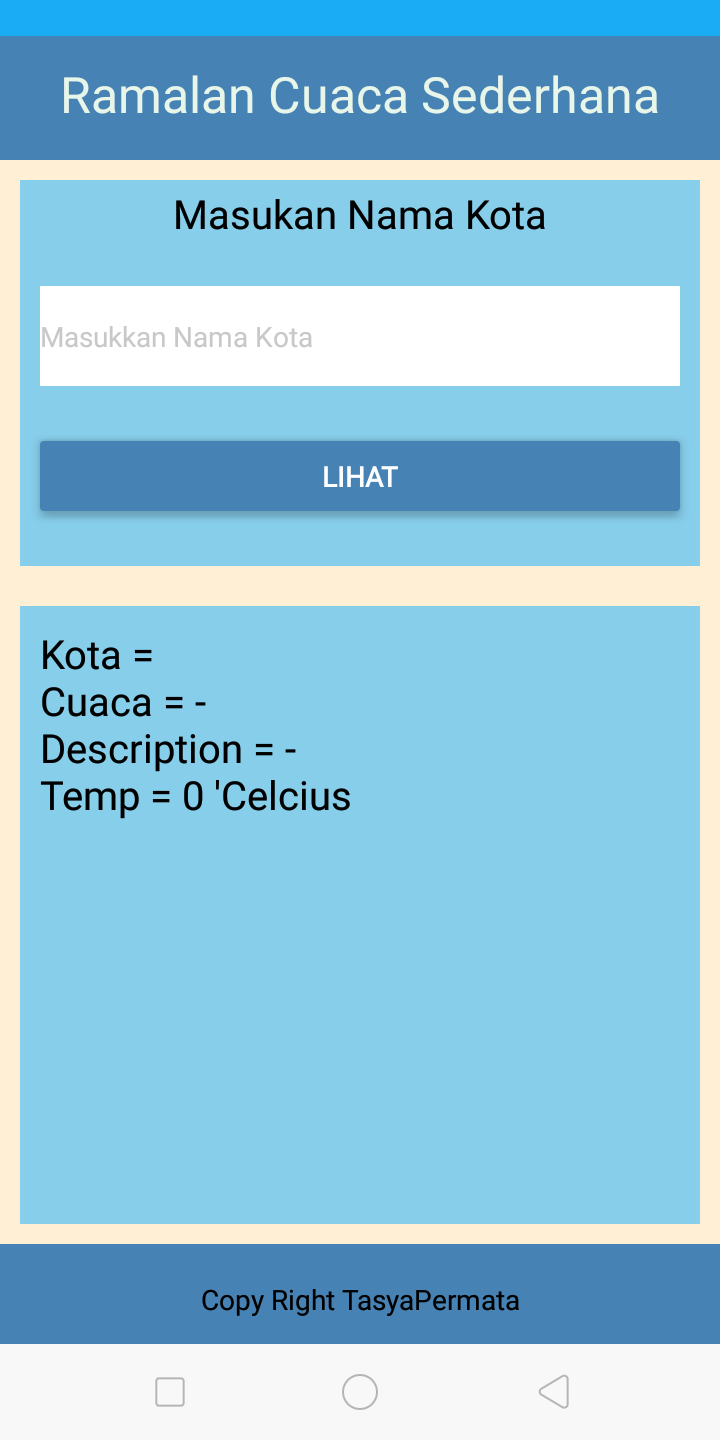 Ramalan Cuaca Sederhana
Masukan Nama Kota
Masukkan Nama Kota
LIHAT
Kota =
Cuaca = -
Description = -
Temp = 0 'Celcius
Copy Right TasyaPermata